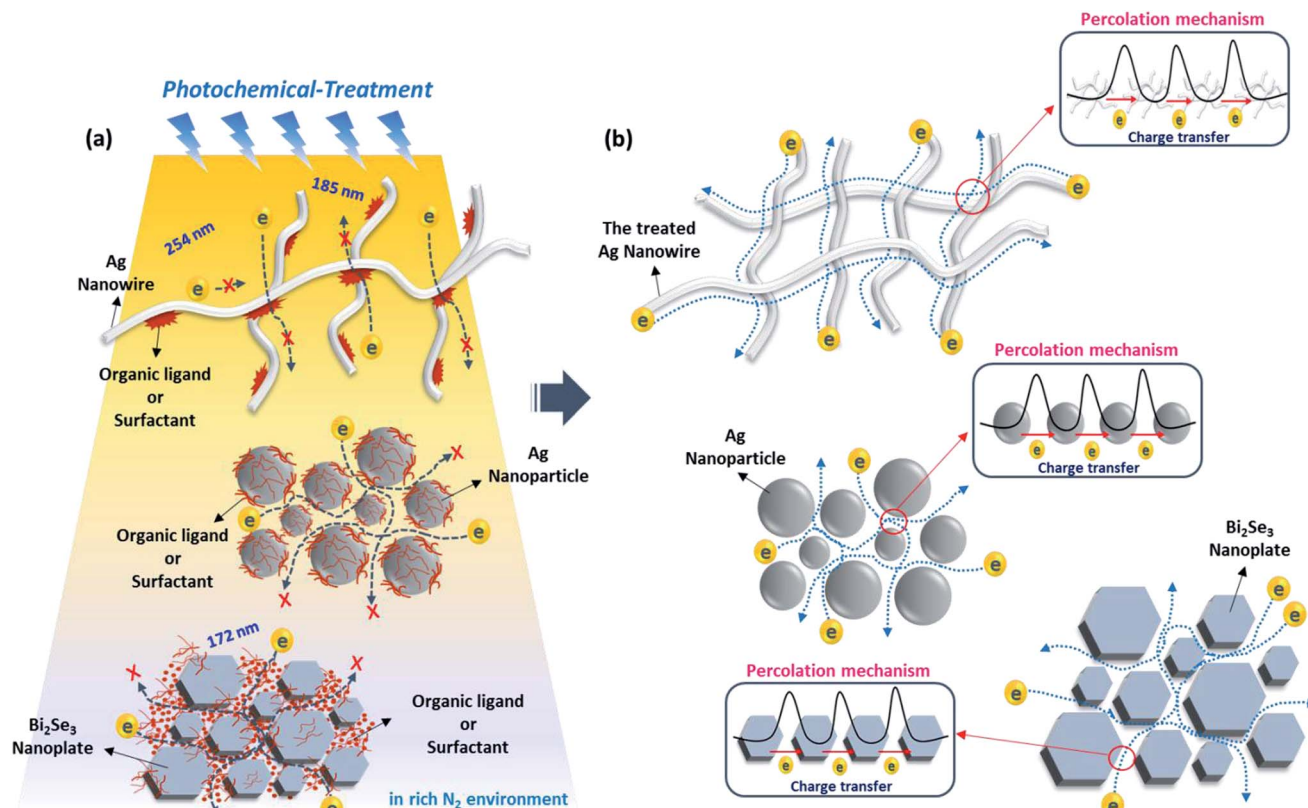 Photochemical-Treatment
(a)
185 nm
e
254 nm
e
e
Ag
Nanowire
e
X
X
X
X
e
Organic ligand
or
Surfactant
e
X
Ag
Nanoparticle
e
e
Organic ligand
or
Surfactant
X
X
172 nm
e
X
X
e
Organic ligand
or
Surfactant
Bi2Se3
Nanoplate
e
in rich N2 environment
(b)
Percolation mechanism
e
e
e
Charge transfer
e
e
e
The treated
Ag Nanowire
e
e
e
Percolation mechanism
e
e
e
Charge transfer
Ag
Nanoparticle
e
e
e
e
Bi2Se3
Nanoplate
e
e
e
e
Percolation mechanism
e
e
e
Charge transfer